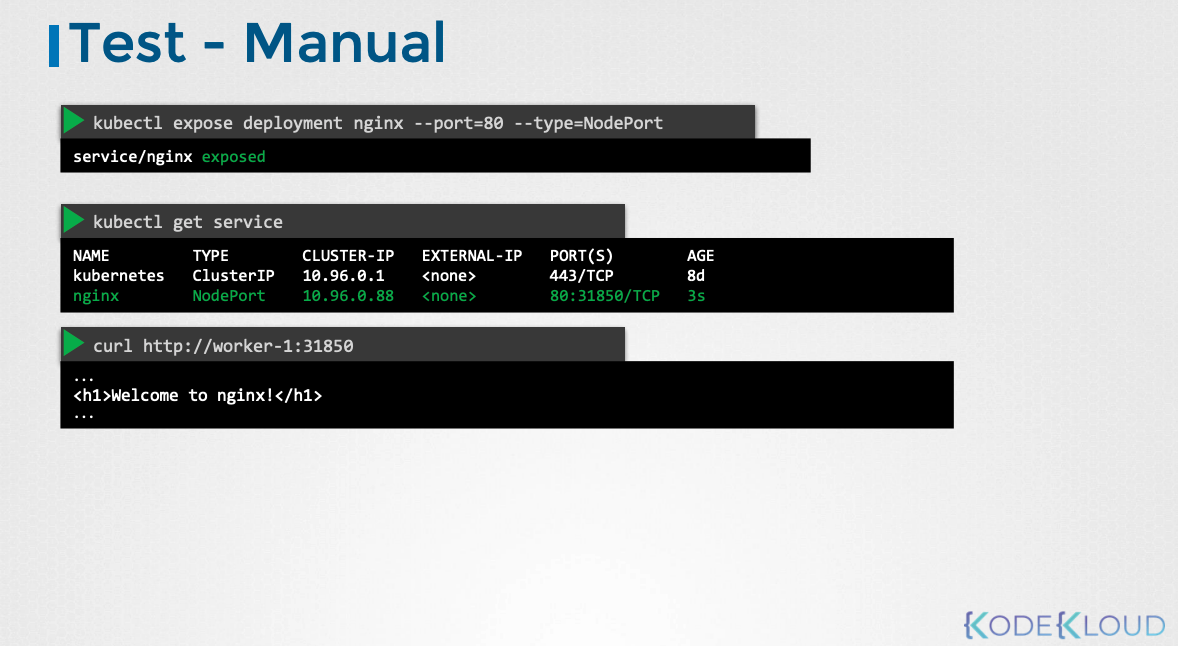 Test - Manual
kubectl expose deployment nginx --port=80 --type=NodePort
service/nginx exposed
kubectl get service
NAME TYPE CLUSTER-IP EXTERNAL-IP PORT(S) AGE
kubernetes ClusterIP 10.96.0.1 <none> 443/TCP 8d
nginx NodePort 10.96.0.88 <none> 80:31850/TCP 3s
curl http://worker-1:31850
...
<h1>Welcome to nginx!</h1>
...
KODEKLOUD